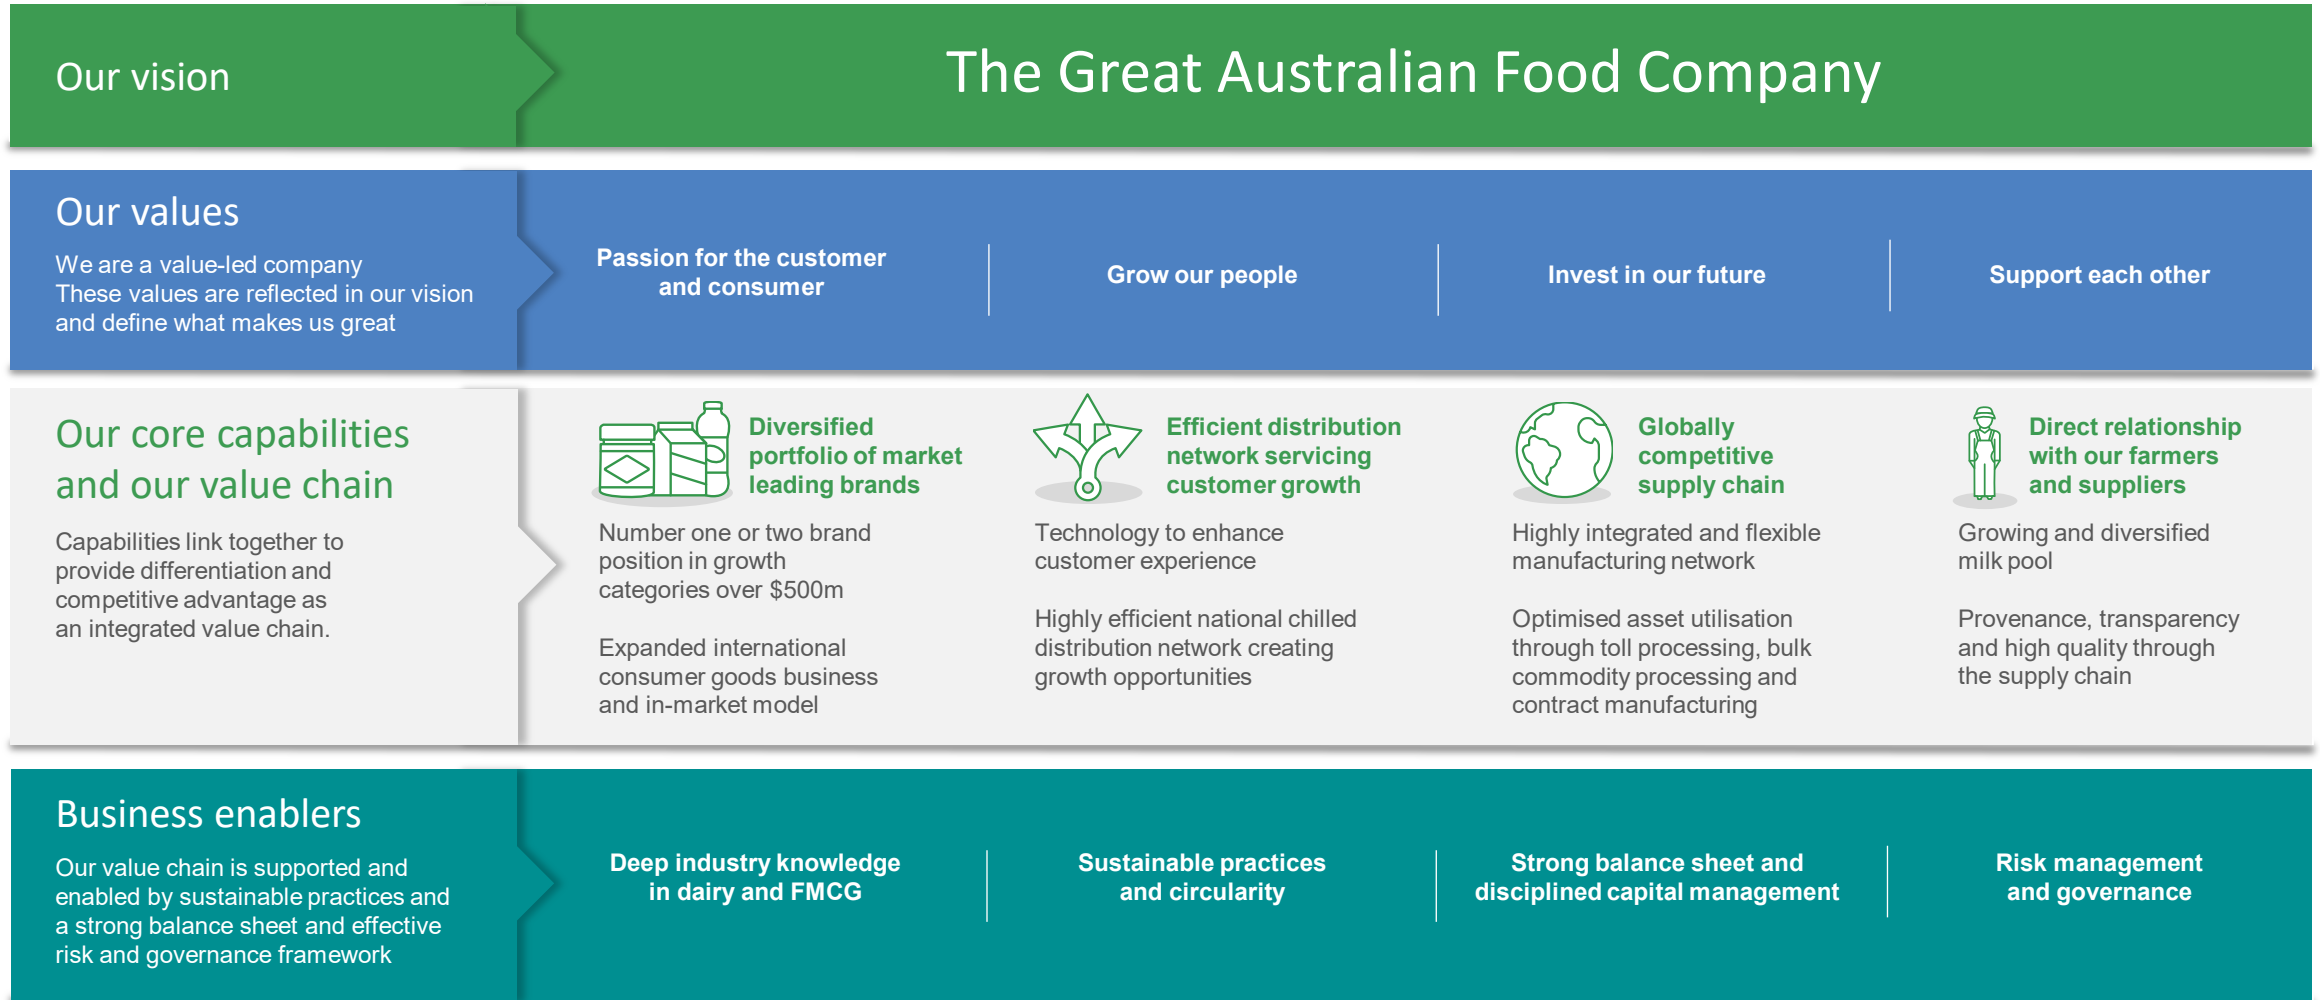 Our vision
The Great Australian Food Company
Our values
We are a value-led company
These values are reflected in our vision
and define what makes us great
Passion for the customer
and consumer
Grow our people
Invest in our future
Support each other
Our core capabilities
and our value chain
Capabilities link together to
provide differentiation and
competitive advantage as
an integrated value chain.
Diversified
portfolio of market
leading brands
Number one or two brand
position in growth
categories over $500m
Expanded international
consumer goods business
and in-market model
Efficient distribution
network servicing
customer growth
Technology to enhance
customer experience
Highly efficient national chilled
distribution network creating
growth opportunities
Globally
competitive
supply chain
Highly integrated and flexible
manufacturing network
Optimised asset utilisation
through toll processing, bulk
commodity processing and
contract manufacturing
Direct relationship
with our farmers
and suppliers
Growing and diversified
milk pool
Provenance, transparency
and high quality through
the supply chain
Business enablers
Our value chain is supported and
enabled by sustainable practices and
a strong balance sheet and effective
risk and governance framework
Deep industry knowledge
in dairy and FMCG
Sustainable practices
and circularity
Strong balance sheet and
disciplined capital management
Risk management
and governance